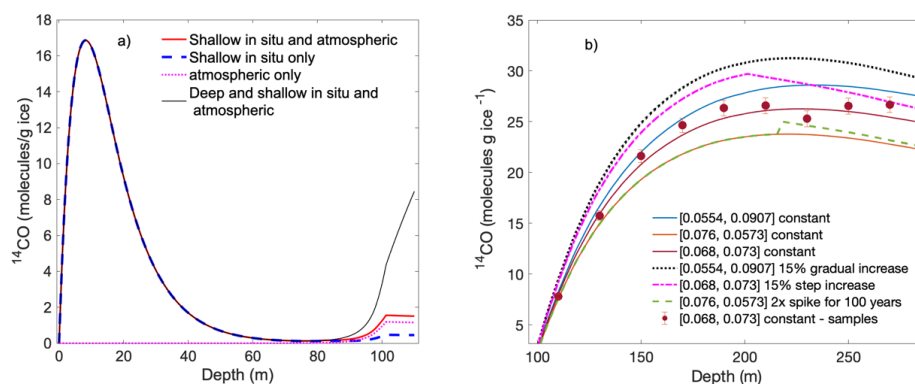 a)
Shallow in situ and atmospheric
Shallow in situ only
atmospheric only
Deep and shallow in situ and
atmospheric
18
16
14
12
10
8
6
4
2
0
¹⁴CO (molecules/g ice)
0 20 40 60 80 100
Depth (m)
b)
35
30
25
20
15
10
5
¹⁴CO (molecules g ice ⁻¹)
[0.0554, 0.0907] constant
[0.076, 0.0573] constant
[0.068, 0.073] constant
[0.0554, 0.0907] 15% gradual increase
[0.068, 0.073] 15% step increase
[0.076, 0.0573] 2x spike for 100 years
[0.068, 0.073] constant - samples
100 150 200 250
Depth (m)